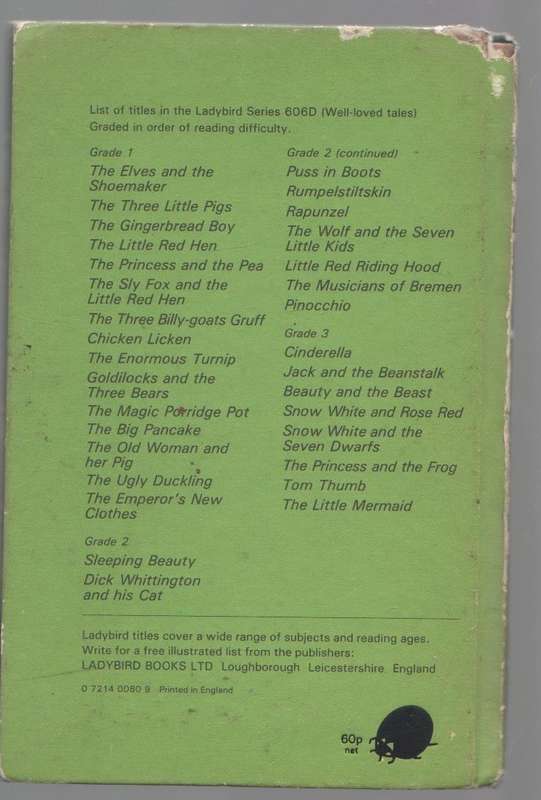 List of titles in the Ladybird Series 606D (Well-loved tales)
Graded in order of reading difficulty.
Grade 1
The Elves and the
Shoemaker
The Three Little Pigs
The Gingerbread Boy
The Little Red Hen
The Princess and the Pea
The Sly Fox and the
Little Red Hen
The Three Billy-goats Gruff
Chicken Licken
The Enormous Turnip
Goldilocks and the
Three Bears
The Magic Porridge Pot
The Big Pancake
The Old Woman and
her Pig
The Ugly Duckling
The Emperor's New
Clothes
Grade 2
Sleeping Beauty
Dick Whittington
and his Cat
Grade 2 (continued)
Puss in Boots
Rumpelstiltskin
Rapunzel
The Wolf and the Seven
Little Kids
Little Red Riding Hood
The Musicians of Bremen
Pinocchio
Grade 3
Cinderella
Jack and the Beanstalk
Beauty and the Beast
Snow White and Rose Red
Snow White and the
Seven Dwarfs
The Princess and the Frog
Tom Thumb
The Little Mermaid
Ladybird titles cover a wide range of subjects and reading ages.
Write for a free illustrated list from the publishers:
LADYBIRD BOOKS LTD Loughborough Leicestershire England
0 7214 0080 9 Printed in England
60p
net